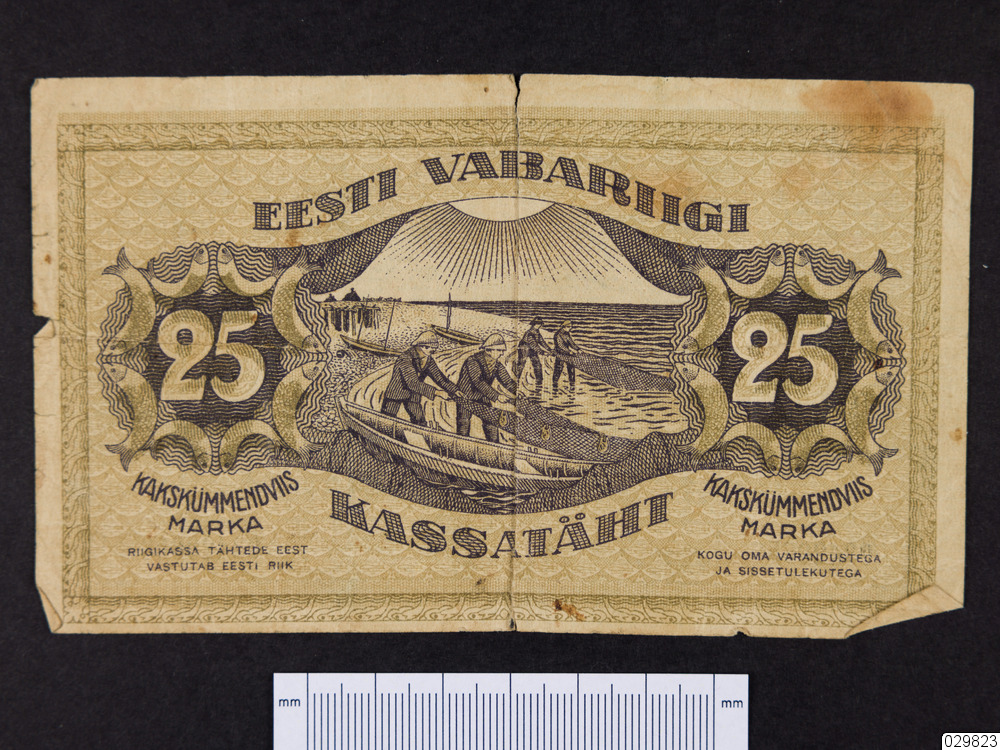 EESTI VABARIIGI
25
25
KAKSKÜMMENDVIIS
MARKA
KASSATÄHT
KAKSKÜMMENDVIIS
MARKA
RIIGIKASSA TÄHTEDE EEST
VASTUTAB EESTI RIIK
KOGU OMA VARANDUSTEGA
JA SISSETULEKUTEGA
mm
mm
029823